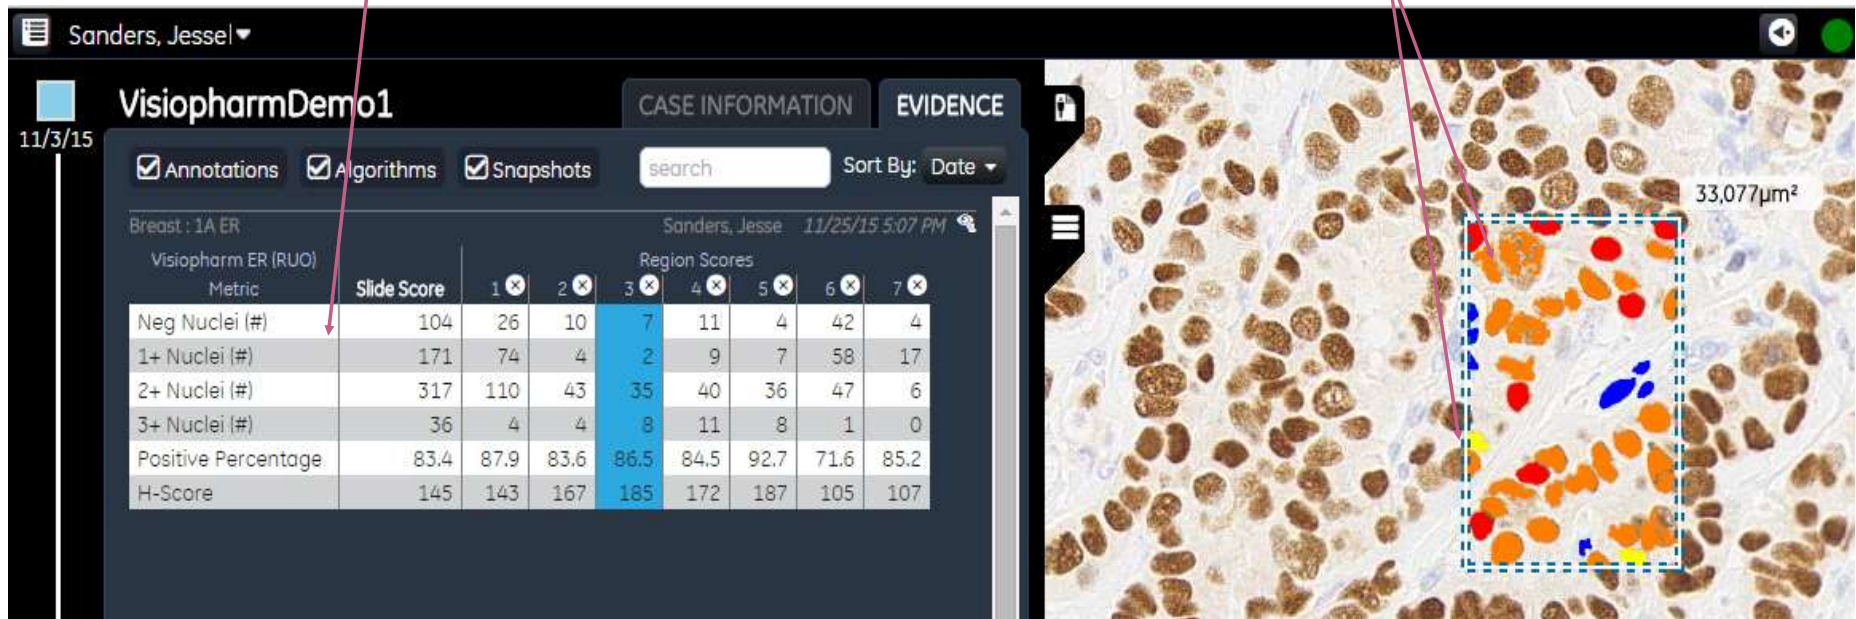 Sanders, Jesse
11/3/15
VisiopharmDemo1
CASE INFORMATION
EVIDENCE
Annotations Algorithms Snapshots search Sort By: Date
Breast : 1A ER Sanders, Jesse 11/25/15 5:07 PM
Visiopharm ER (RUO) Region Scores
Metric Slide Score 1 2 3 4 5 6 7
Neg Nuclei (#) 104 26 10 7 11 4 42 4
1+ Nuclei (#) 171 74 4 2 9 7 58 17
2+ Nuclei (#) 317 110 43 35 40 36 47 6
3+ Nuclei (#) 36 4 4 8 11 8 1 0
Positive Percentage 83.4 87.9 83.6 86.5 84.5 92.7 71.6 85.2
H-Score 145 143 167 185 172 187 105 107
33,077µm²